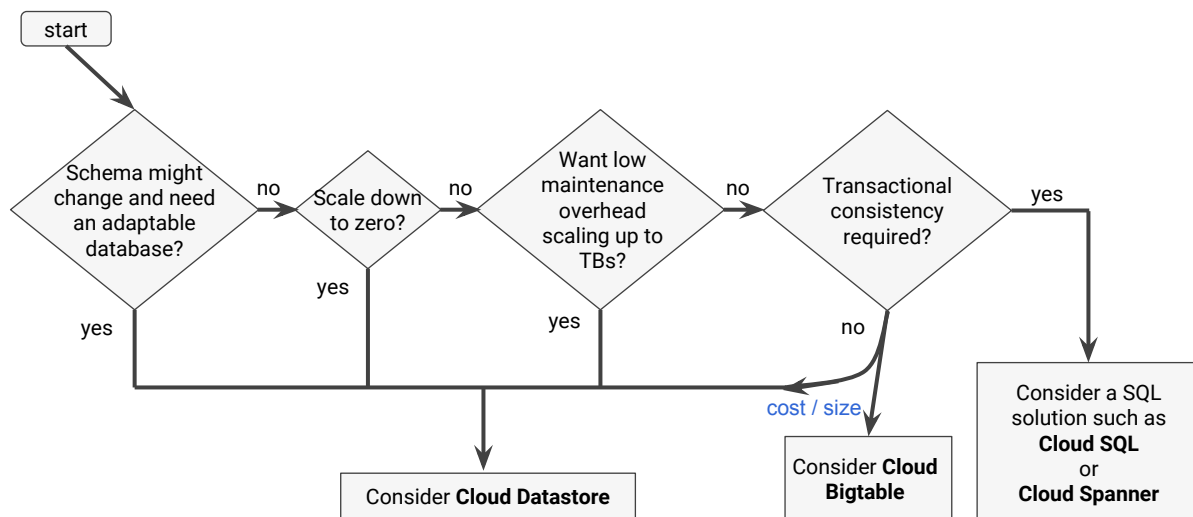 start
Schema might
change and need
an adaptable
database?
no
Scale down
to zero?
no
Want low
maintenance
overhead
scaling up to
TBs?
no
Transactional
consistency
required?
yes
yes
yes
yes
no
cost / size
Consider Cloud Datastore
Consider Cloud
Bigtable
Consider a SQL
solution such as
Cloud SQL
or
Cloud Spanner